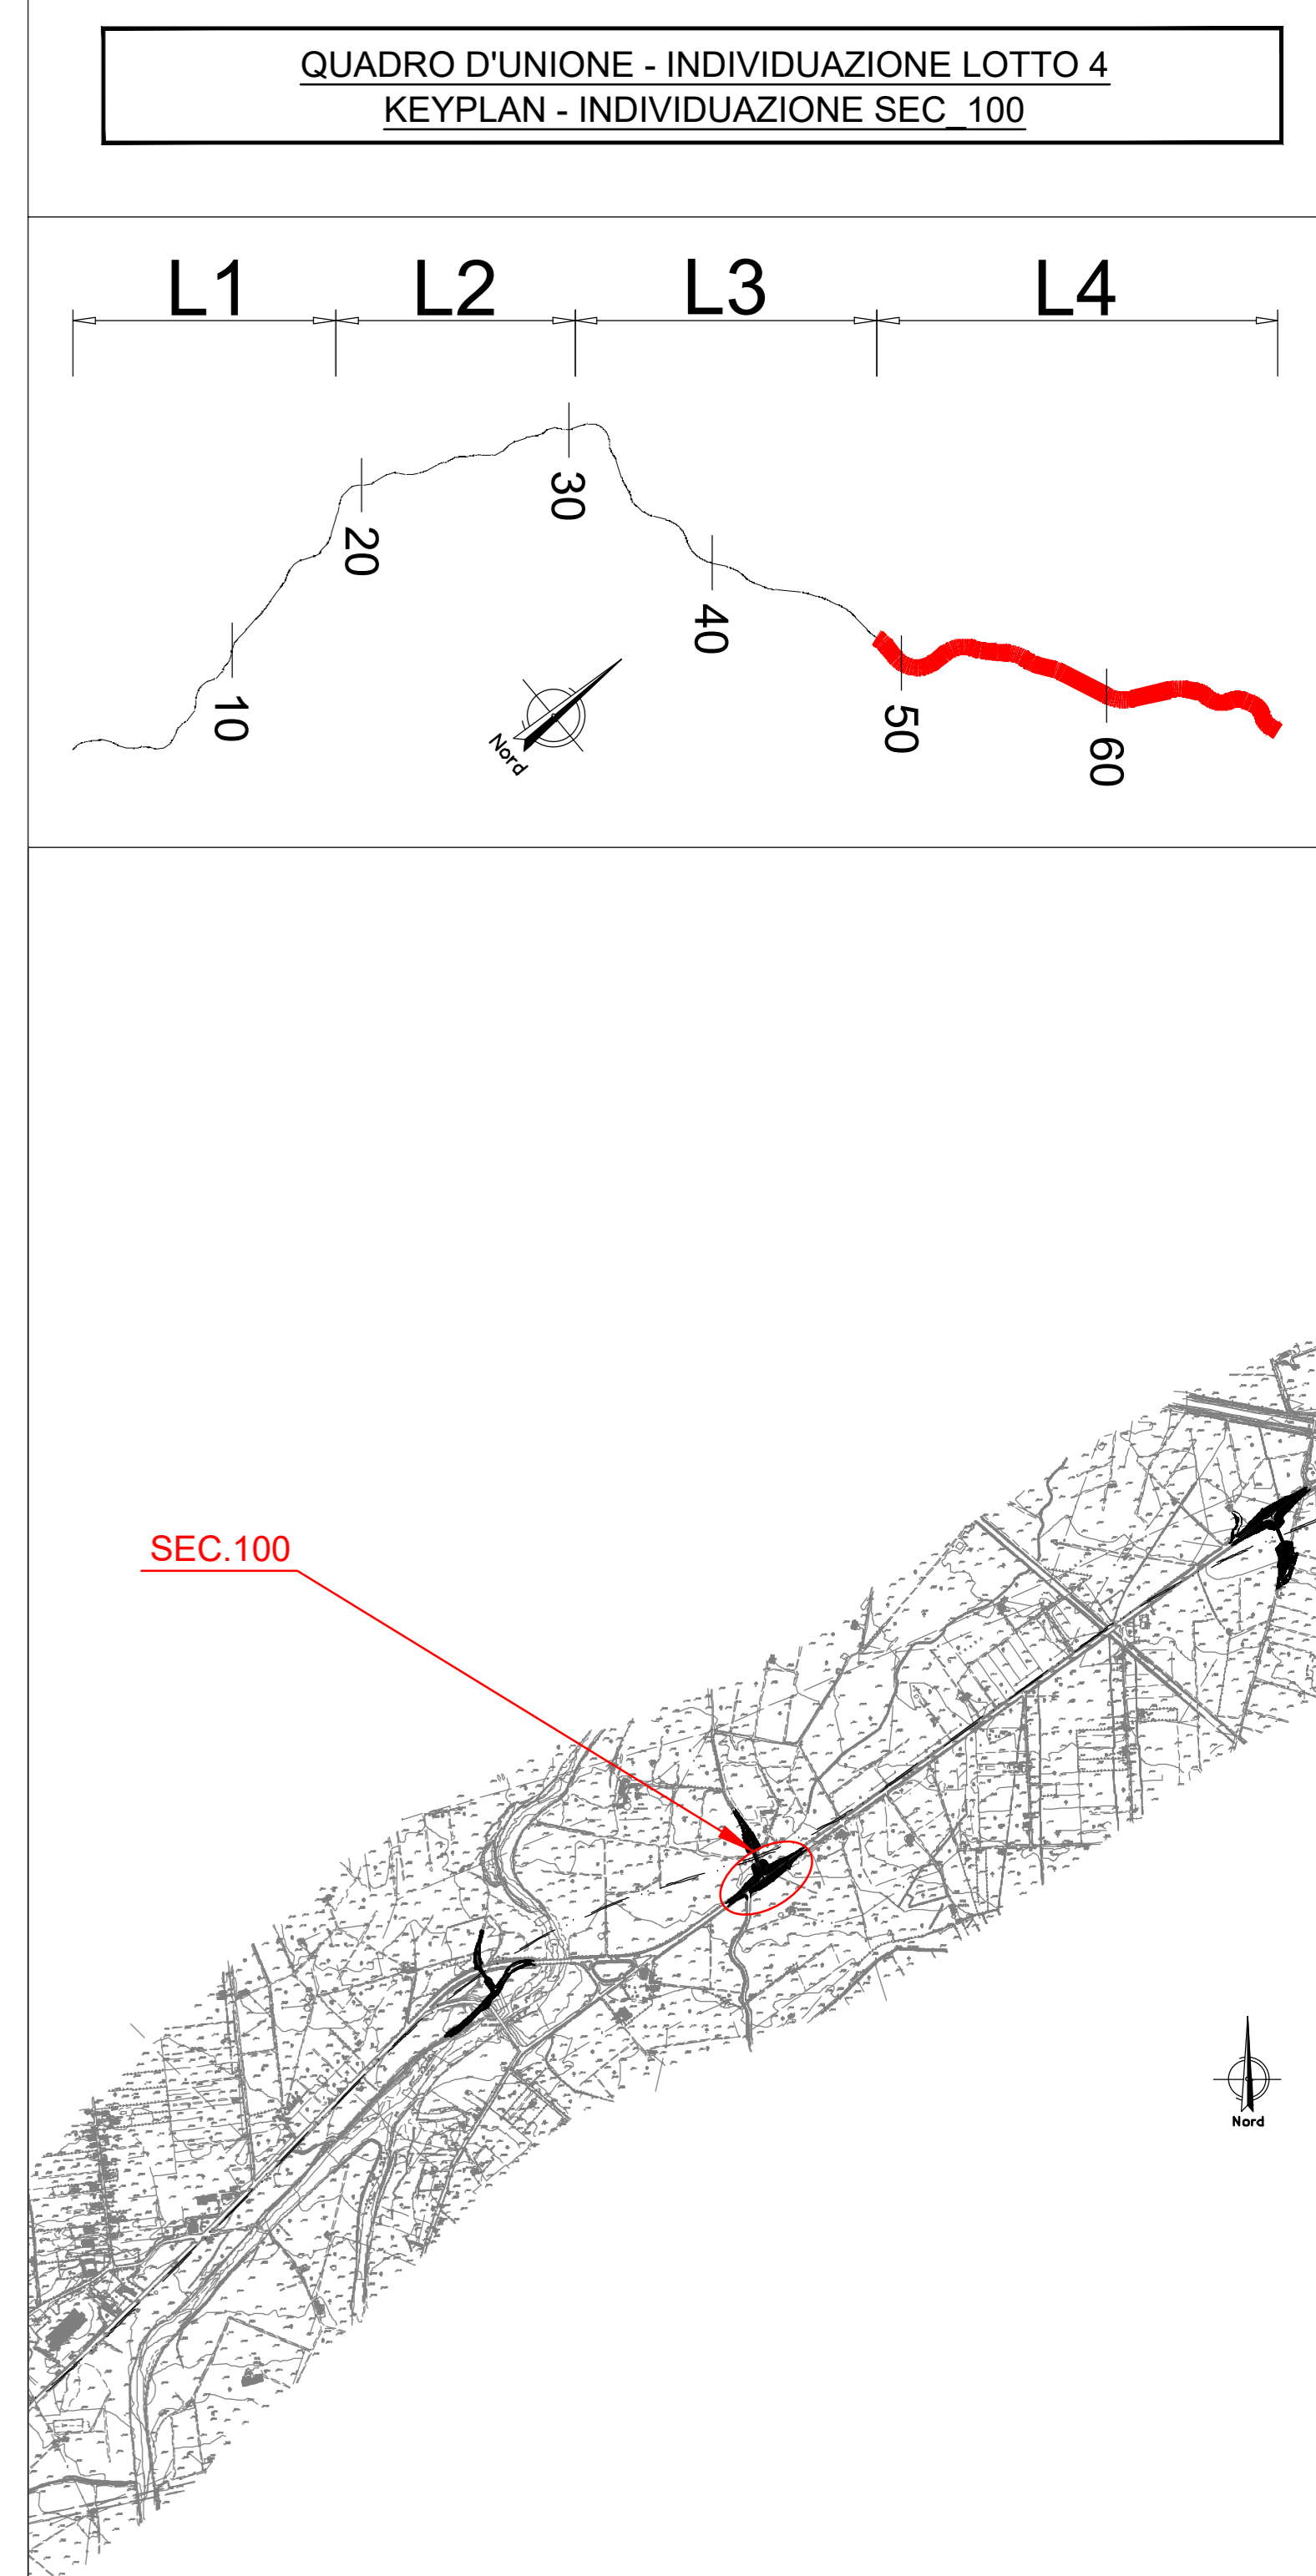 QUADRO D'UNIONE - INDIVIDUAZIONE LOTTO 4
KEYPLAN - INDIVIDUAZIONE SEC_100
L1 L2 L3 L4
10
20
30
40
50
60
Nord
SEC.100
Nord